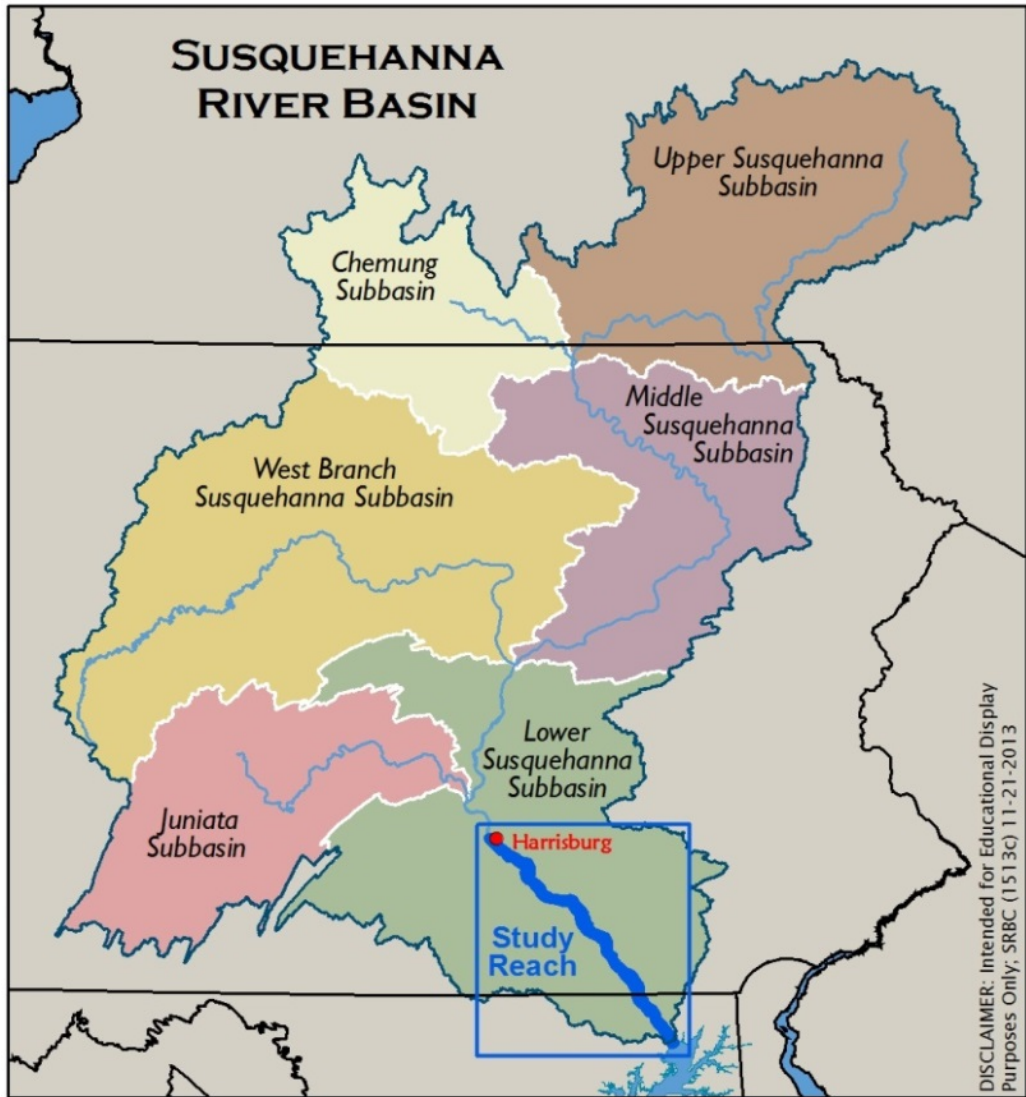 SUSQUEHANNA
RIVER BASIN
Upper Susquehanna
Subbasin
Chemung
Subbasin
Middle
Susquehanna
Subbasin
West Branch
Susquehanna Subbasin
Lower
Susquehanna
Subbasin
Juniata
Subbasin
Harrisburg
Study
Reach
DISCLAIMER: Intended for Educational Display
Purposes Only; SRBC (1513c) 11-21-2013